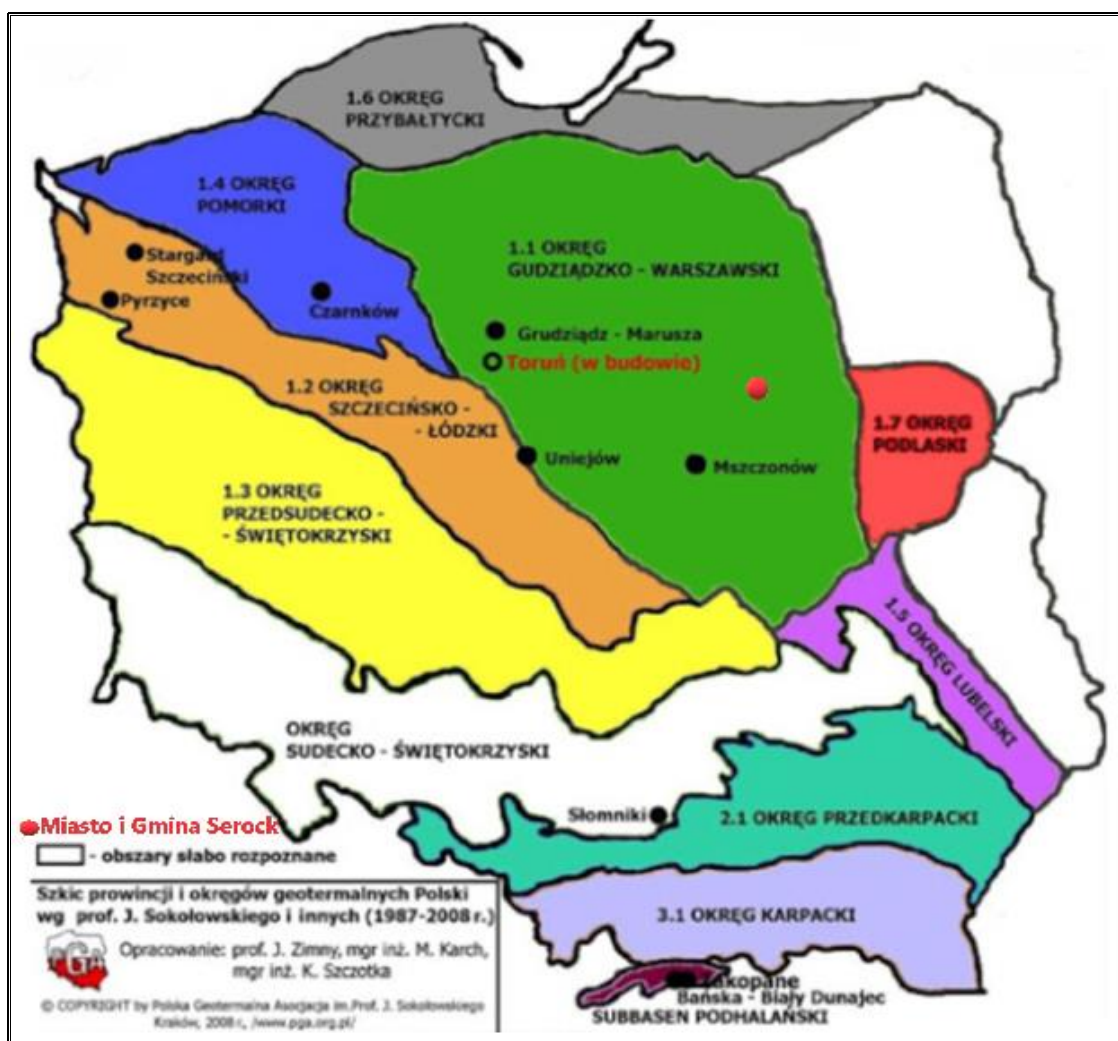 1.6 OKRĘG
PRZYBAŁTYCKI
1.4 OKRĘG
POMORKI
1.1 OKRĘG
GUDZIĄDZKO - WARSZAWSKI
Stargard
Szczeciński
Pyrzyce
Czarnków
Grudziądz - Marusza
Toruń (w budowie)
1.2 OKRĘG
SZCZECIŃSKO -
- ŁÓDZKI
1.7 OKRĘG
PODLASKI
Uniejów
Mszczonów
1.3 OKRĘG
PRZEDSUDECKO -
- ŚWIĘTOKRZYSKI
1.5 OKRĘG LUBELSKI
OKRĘG
SUDECKO - ŚWIĘTOKRZYSKI
Słomniki
2.1 OKRĘG PRZEDKARPACKI
Miasto i Gmina Serock
- obszary słabo rozpoznane
3.1 OKRĘG KARPACKI
Zakopane
Bańska - Biały Dunajec
SUBBASEN PODHALAŃSKI
Szkic prowincji i okręgów geotermalnych Polski
wg prof. J. Sokołowskiego i innych (1987-2008 r.)
PGA
Opracowanie: prof. J. Zimny, mgr inż. M. Karch,
mgr inż. K. Szczotka
© COPYRIGHT by Polska Geotermalna Asocjacja im.Prof. J. Sokołowskiego
Kraków, 2008 r., /www.pga.org.pl/